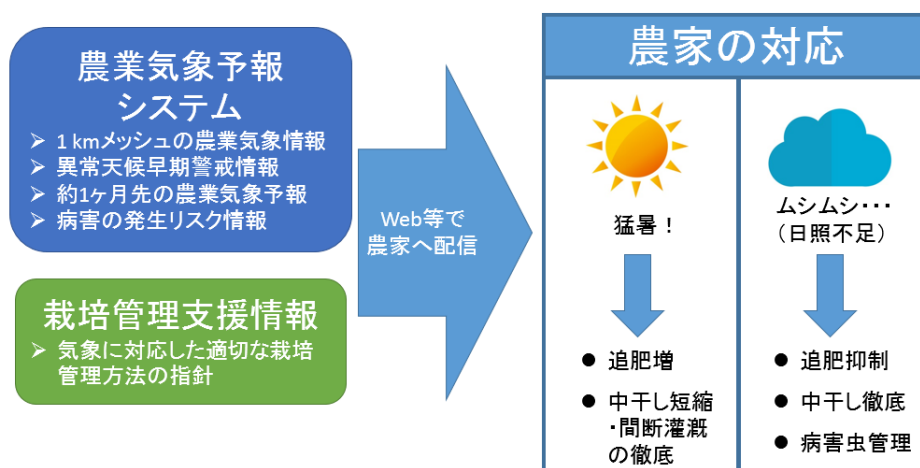 農業気象予報
システム
➢ 1kmメッシュの農業気象情報
➢ 異常天候早期警戒情報
➢ 約1ヶ月先の農業気象予報
➢ 病害の発生リスク情報
栽培管理支援情報
➢ 気象に対応した適切な栽培
管理方法の指針
Web等で
農家へ配信
農家の対応
猛暑！
● 追肥増
● 中干し短縮
・間断灌漑
の徹底
ムシムシ・・・
（日照不足）
● 追肥抑制
● 中干し徹底
● 病害虫管理